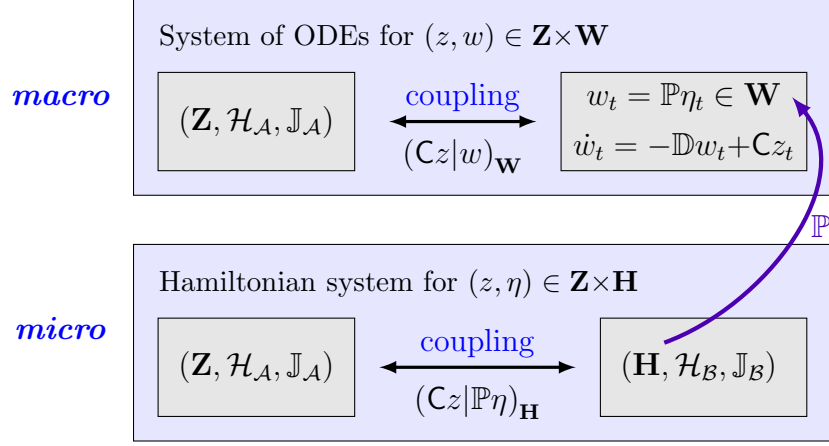 System of ODEs for (z, w) ∈ 𝐙×𝐖
macro
(𝐙, ℋ_𝒜, 𝕁_𝒜)
coupling
(𝖢z|w)_𝐖
w_t = ℙη_t ∈ 𝐖
ẇ_t = −𝔻w_t+𝖢z_t
ℙ
Hamiltonian system for (z, η) ∈ 𝐙×𝐇
micro
(𝐙, ℋ_𝒜, 𝕁_𝒜)
coupling
(𝖢z|ℙη)_𝐇
(𝐇, ℋ_ℬ, 𝕁_ℬ)